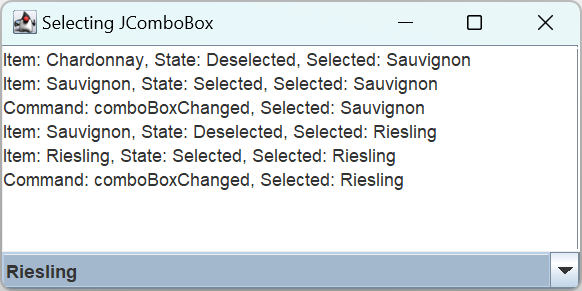 Selecting JComboBox
Item: Chardonnay, State: Deselected, Selected: Sauvignon
Item: Sauvignon, State: Selected, Selected: Sauvignon
Command: comboBoxChanged, Selected: Sauvignon
Item: Sauvignon, State: Deselected, Selected: Riesling
Item: Riesling, State: Selected, Selected: Riesling
Command: comboBoxChanged, Selected: Riesling
Riesling